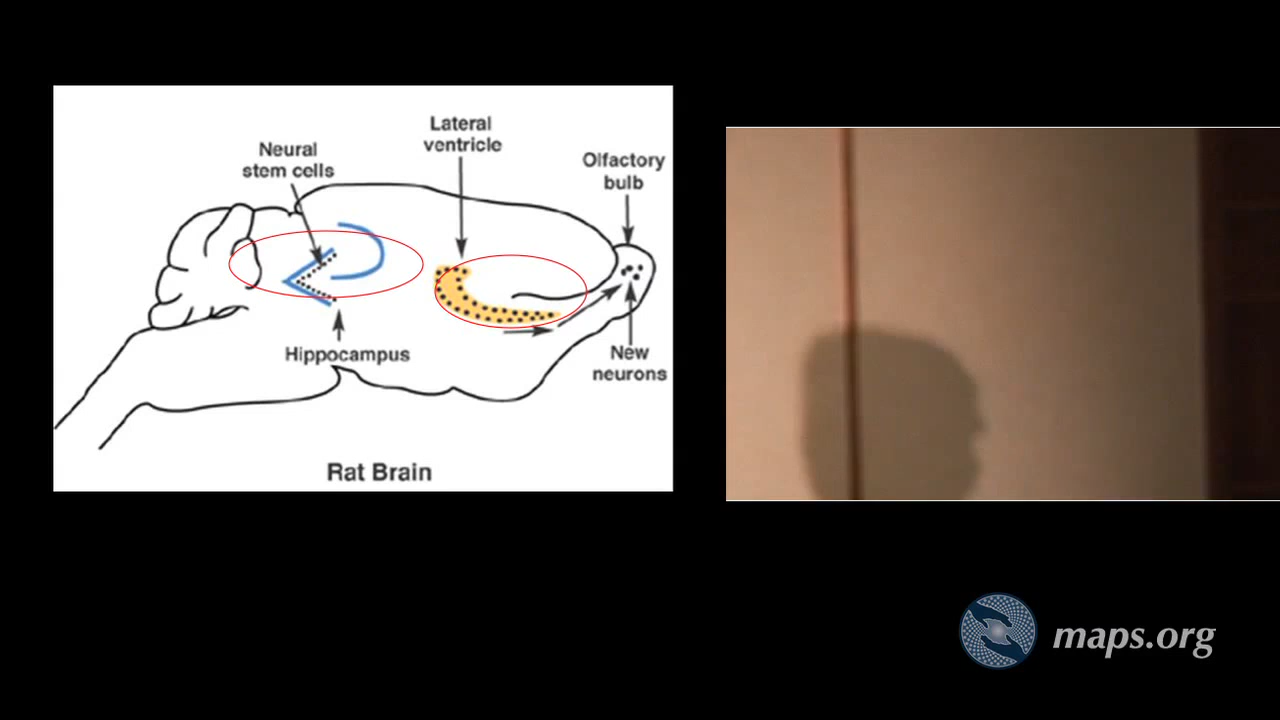 Lateral
ventricle
Neural
stem cells
Olfactory
bulb
Hippocampus
New
neurons
Rat Brain
maps.org